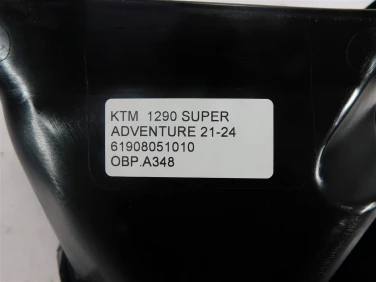 KTM 1290 SUPER
ADVENTURE 21-24
61908051010
OBP.A348